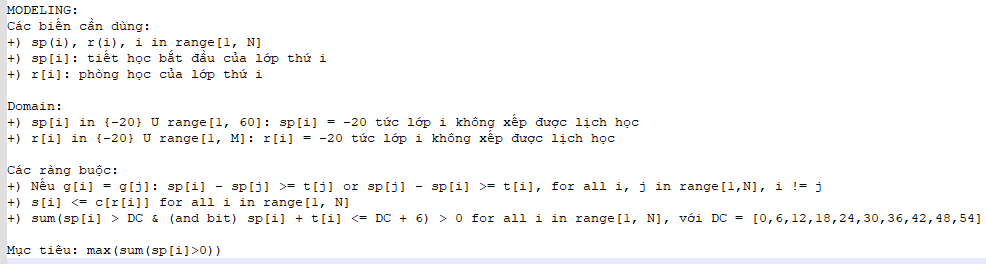 MODELING:
Các biến cần dùng:
+) sp(i), r(i), i in range[1, N]
+) sp[i]: tiết học bắt đầu của lớp thứ i
+) r[i]: phòng học của lớp thứ i
Domain:
+) sp[i] in {-20} U range[1, 60]: sp[i] = -20 tức lớp i không xếp được lịch học
+) r[i] in {-20} U range[1, M]: r[i] = -20 tức lớp i không xếp được lịch học
Các ràng buộc:
+) Nếu g[i] = g[j]: sp[i] - sp[j] >= t[j] or sp[j] - sp[i] >= t[i], for all i, j in range[1,N], i != j
+) s[i] <= c[r[i]] for all i in range[1, N]
+) sum(sp[i] > DC & (and bit) sp[i] + t[i] <= DC + 6) > 0 for all i in range[1, N], với DC = [0,6,12,18,24,30,36,42,48,54]
Mục tiêu: max(sum(sp[i]>0))